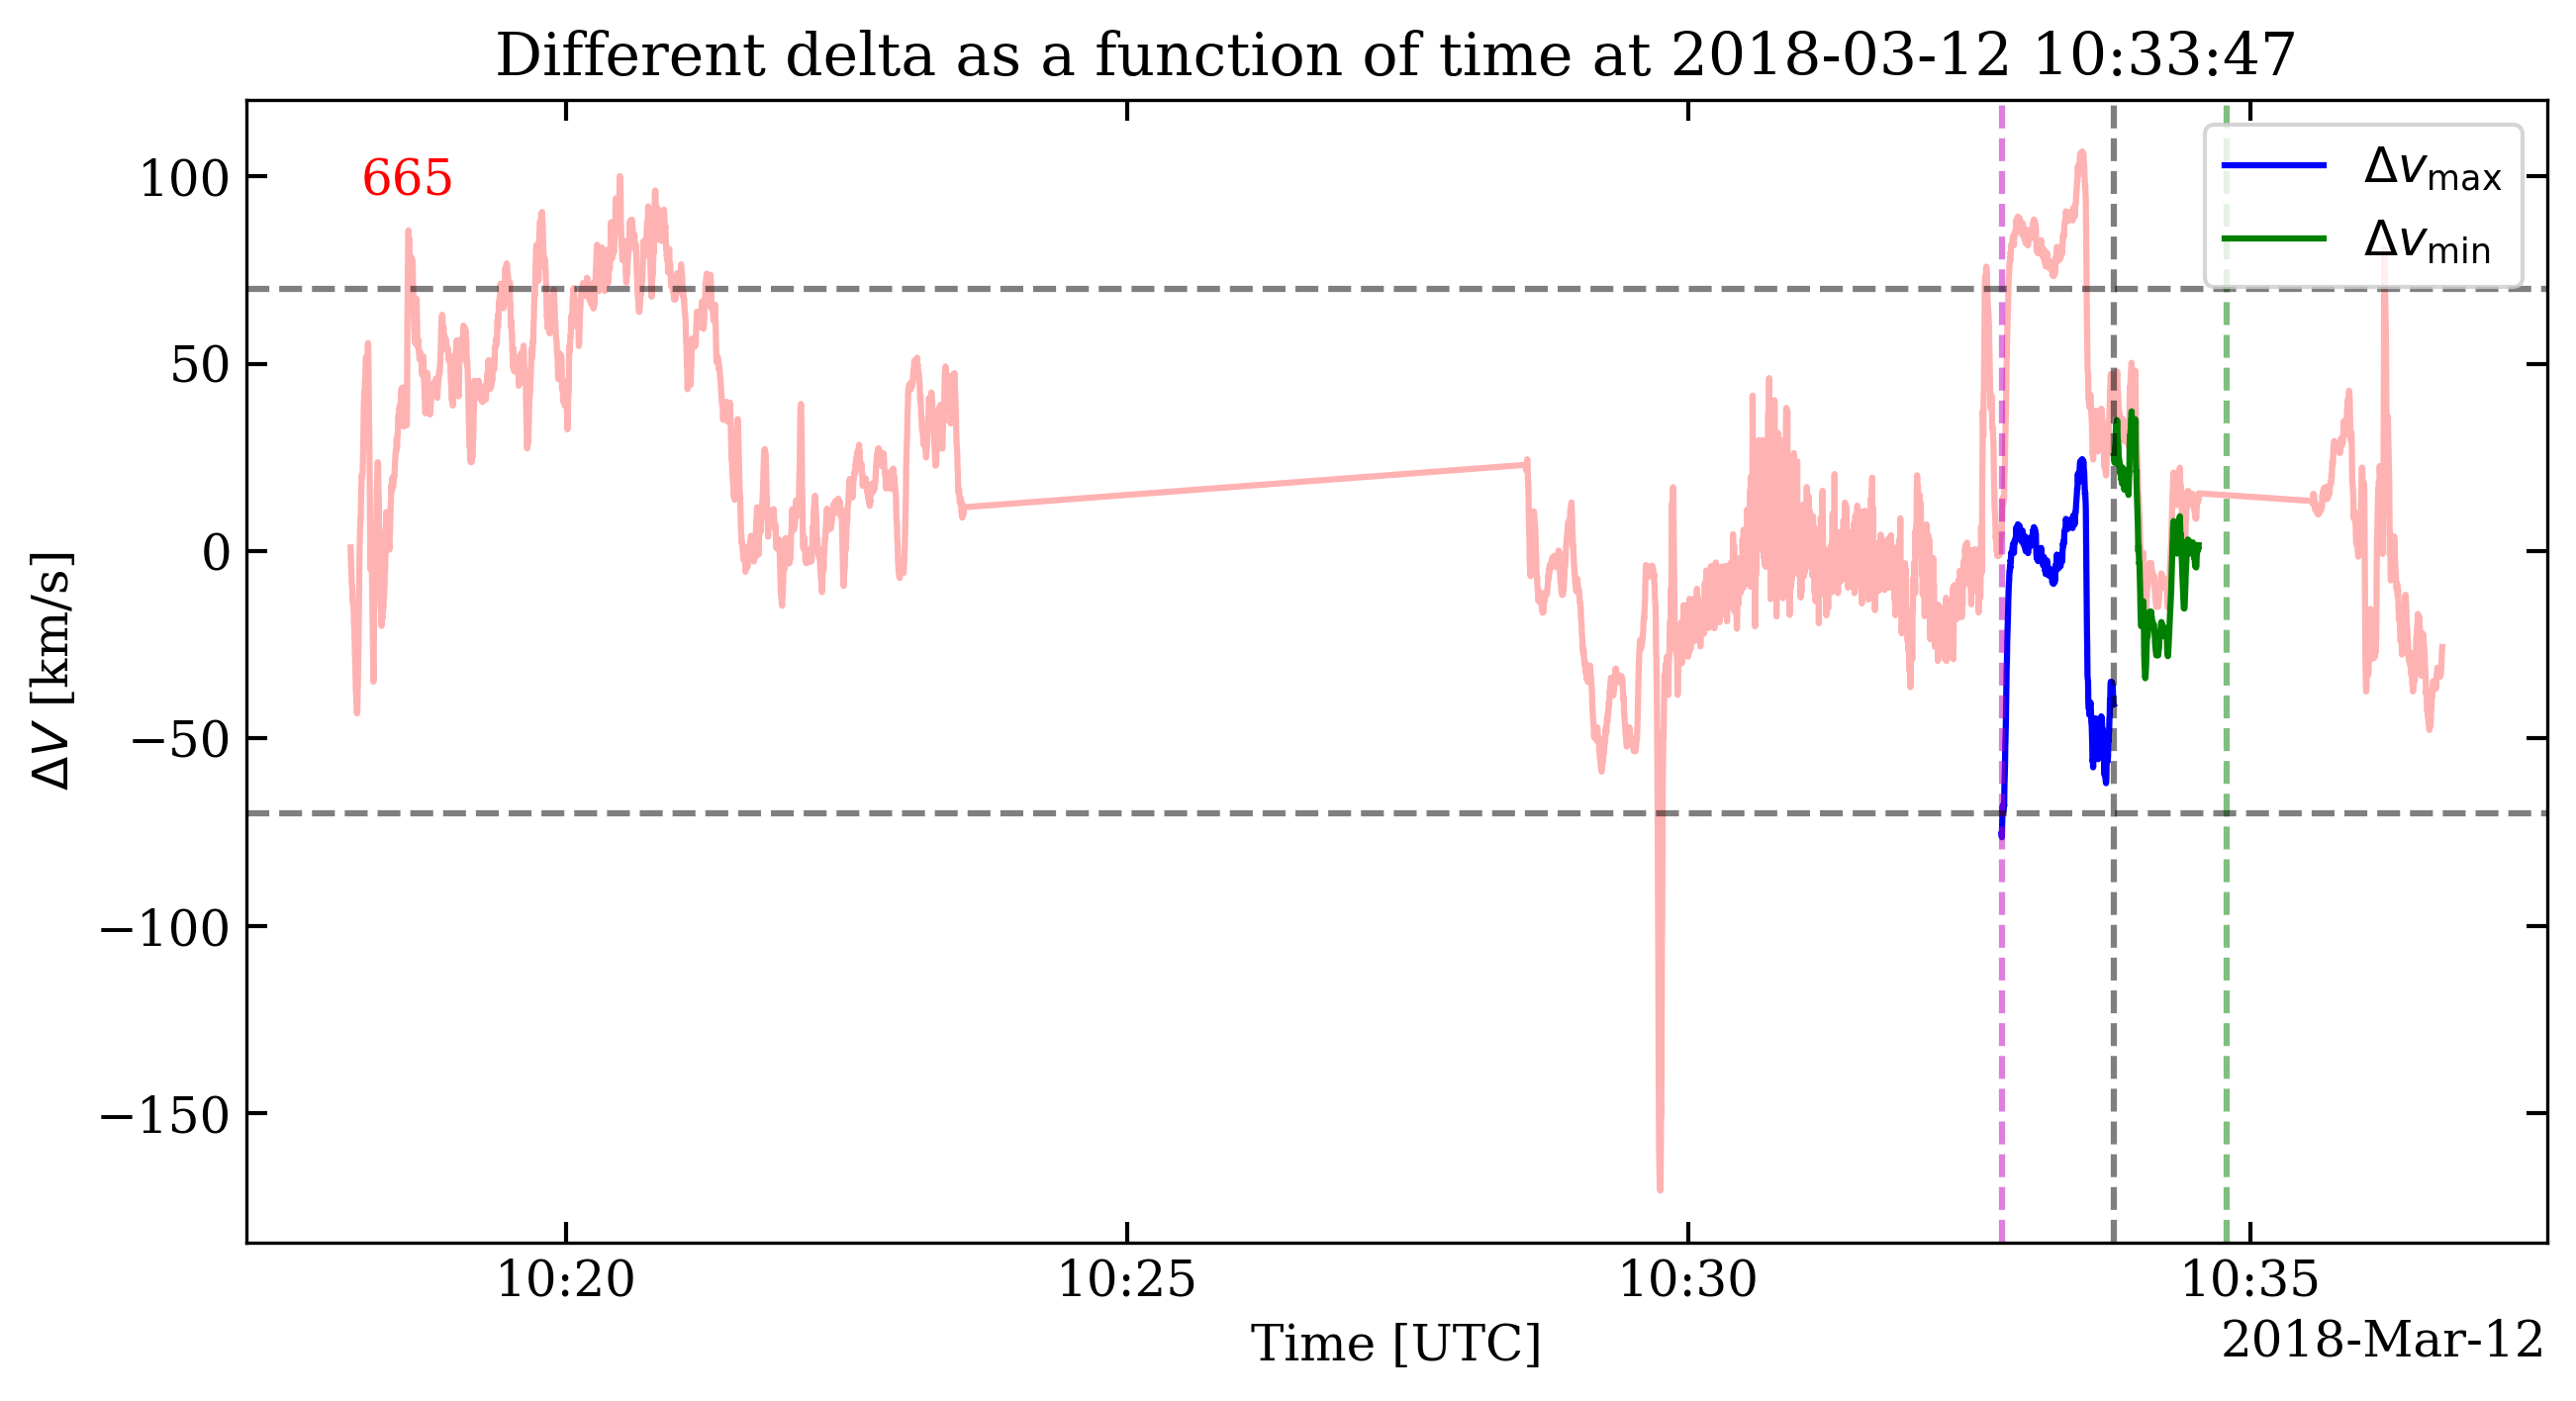 Different delta as a function of time at 2018-03-12 10:33:47
665
Δv_max
Δv_min
100
50
0
−50
−100
−150
ΔV [km/s]
10:20 10:25 10:30 10:35
Time [UTC]
2018-Mar-12